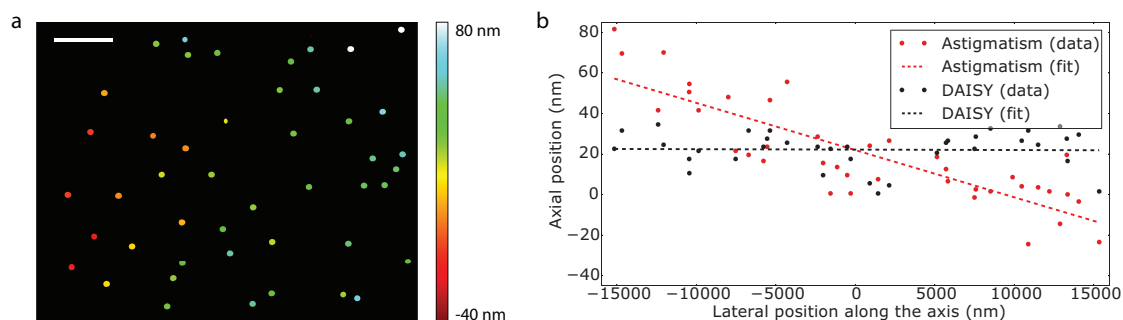 a
80 nm
-40 nm
b
Axial position (nm)
80
60
40
20
0
−20
−40
Astigmatism (data)
Astigmatism (fit)
DAISY (data)
DAISY (fit)
−15000 −10000 −5000 0 5000 10000 15000
Lateral position along the axis (nm)